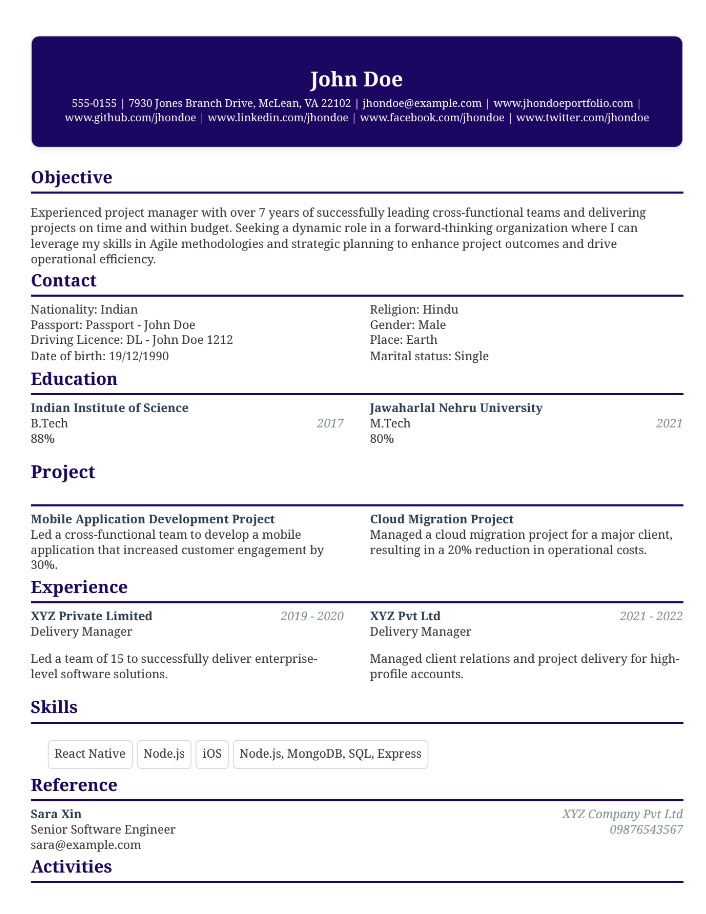 John Doe
555-0155 | 7930 Jones Branch Drive, McLean, VA 22102 | jhondoe@example.com | www.jhondoeportfolio.com |
www.github.com/jhondoe | www.linkedin.com/jhondoe | www.facebook.com/jhondoe | www.twitter.com/jhondoe
Objective
Experienced project manager with over 7 years of successfully leading cross-functional teams and delivering
projects on time and within budget. Seeking a dynamic role in a forward-thinking organization where I can
leverage my skills in Agile methodologies and strategic planning to enhance project outcomes and drive
operational efficiency.
Contact
Nationality: Indian
Passport: Passport - John Doe
Driving Licence: DL - John Doe 1212
Date of birth: 19/12/1990
Religion: Hindu
Gender: Male
Place: Earth
Marital status: Single
Education
Indian Institute of Science
B.Tech 2017
88%
Jawaharlal Nehru University
M.Tech 2021
80%
Project
Mobile Application Development Project
Led a cross-functional team to develop a mobile
application that increased customer engagement by
30%.
Cloud Migration Project
Managed a cloud migration project for a major client,
resulting in a 20% reduction in operational costs.
Experience
XYZ Private Limited 2019 - 2020
Delivery Manager
Led a team of 15 to successfully deliver enterprise-
level software solutions.
XYZ Pvt Ltd 2021 - 2022
Delivery Manager
Managed client relations and project delivery for high-
profile accounts.
Skills
React Native Node.js iOS Node.js, MongoDB, SQL, Express
Reference
Sara Xin XYZ Company Pvt Ltd
Senior Software Engineer 09876543567
sara@example.com
Activities